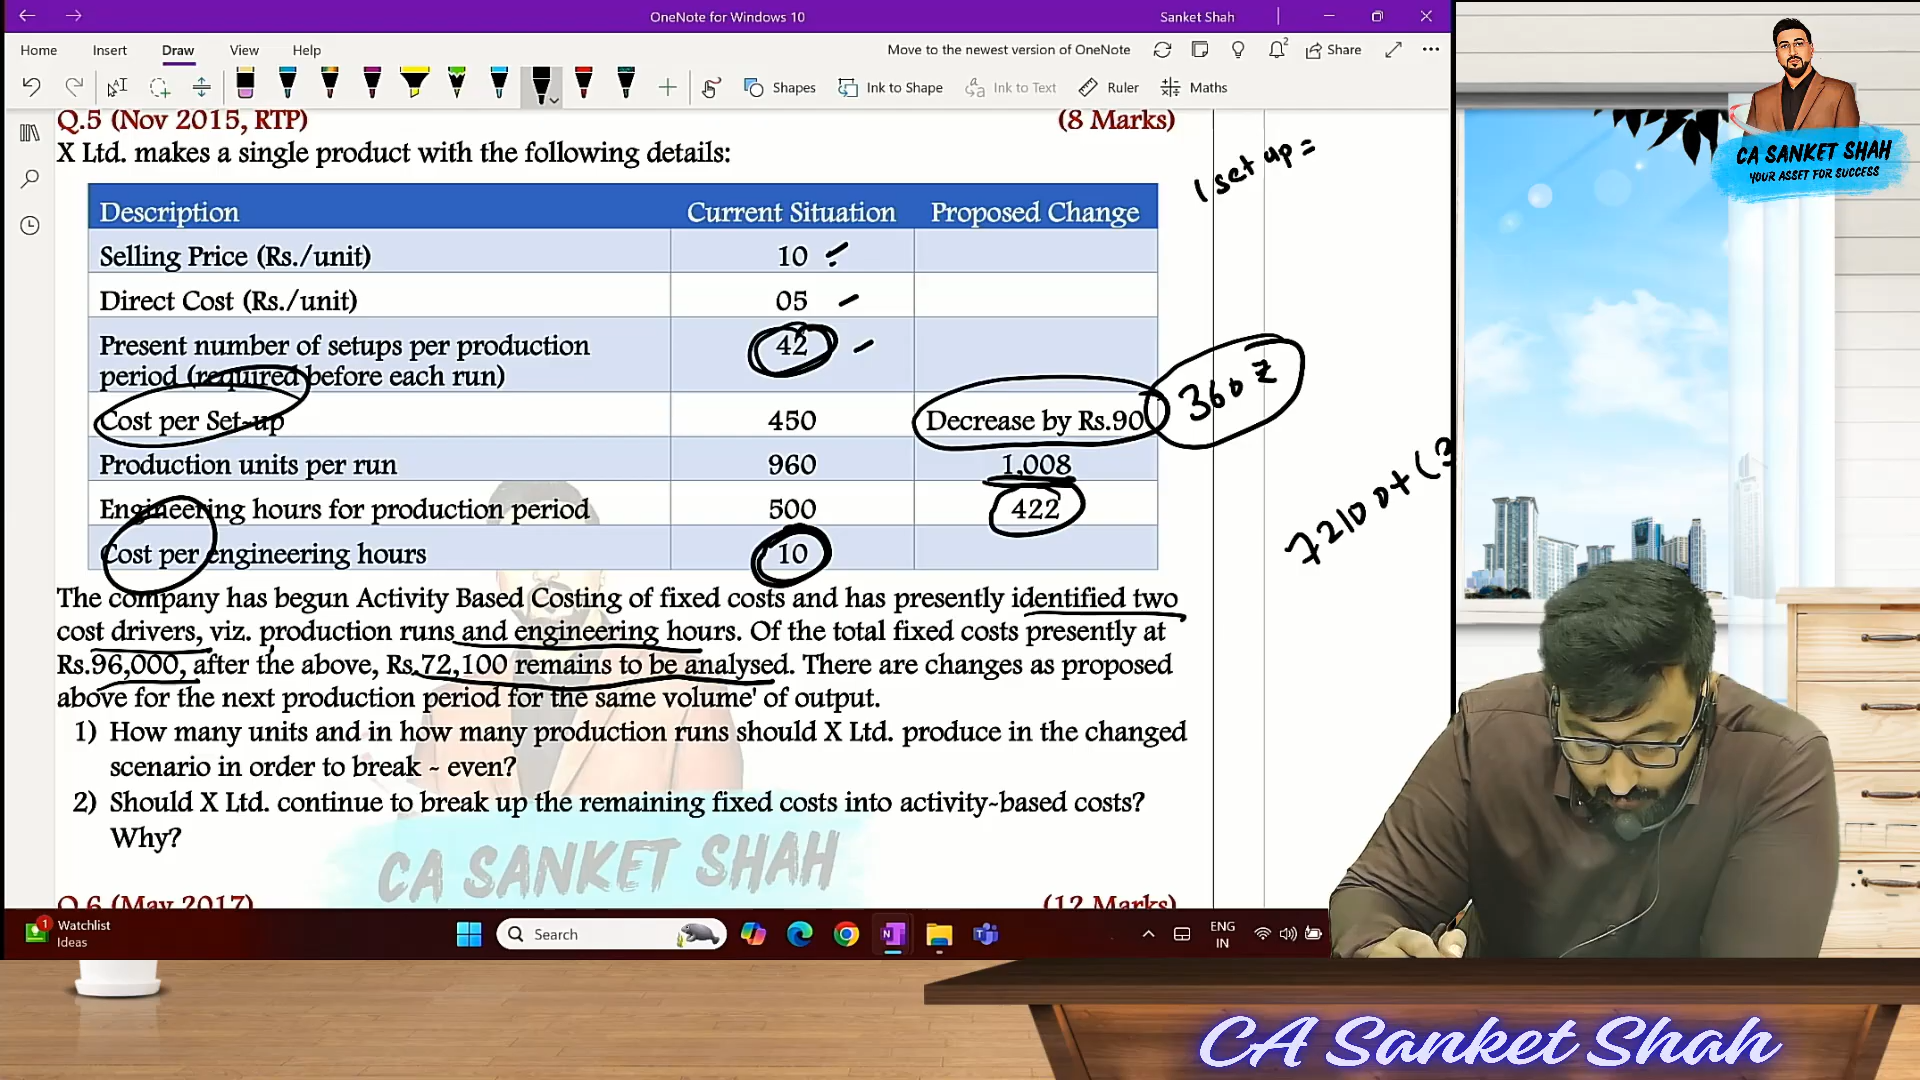 OneNote for Windows 10
Sanket Shah
Home Insert Draw View Help
Move to the newest version of OneNote
Share
Shapes
Ink to Shape
Ink to Text
Ruler
Maths
Q.5 (Nov 2015, RTP) (8 Marks)
X Ltd. makes a single product with the following details:
Description Current Situation Proposed Change
Selling Price (Rs./unit) 10
Direct Cost (Rs./unit) 05
Present number of setups per production period (required before each run) 42
Cost per Set-up 450 Decrease by Rs.90
Production units per run 960 1,008
Engineering hours for production period 500 422
Cost per engineering hours 10
1 set up =
360
72100+(3
The company has begun Activity Based Costing of fixed costs and has presently identified two
cost drivers, viz. production runs and engineering hours. Of the total fixed costs presently at
Rs.96,000, after the above, Rs.72,100 remains to be analysed. There are changes as proposed
above for the next production period for the same volume' of output.
1) How many units and in how many production runs should X Ltd. produce in the changed
scenario in order to break - even?
2) Should X Ltd. continue to break up the remaining fixed costs into activity-based costs?
Why?
CA SANKET SHAH
Q.6 (May 2017) (12 Marks)
CA SANKET SHAH
YOUR ASSET FOR SUCCESS
1
Watchlist
Ideas
Search
ENG
IN
CA Sanket Shah